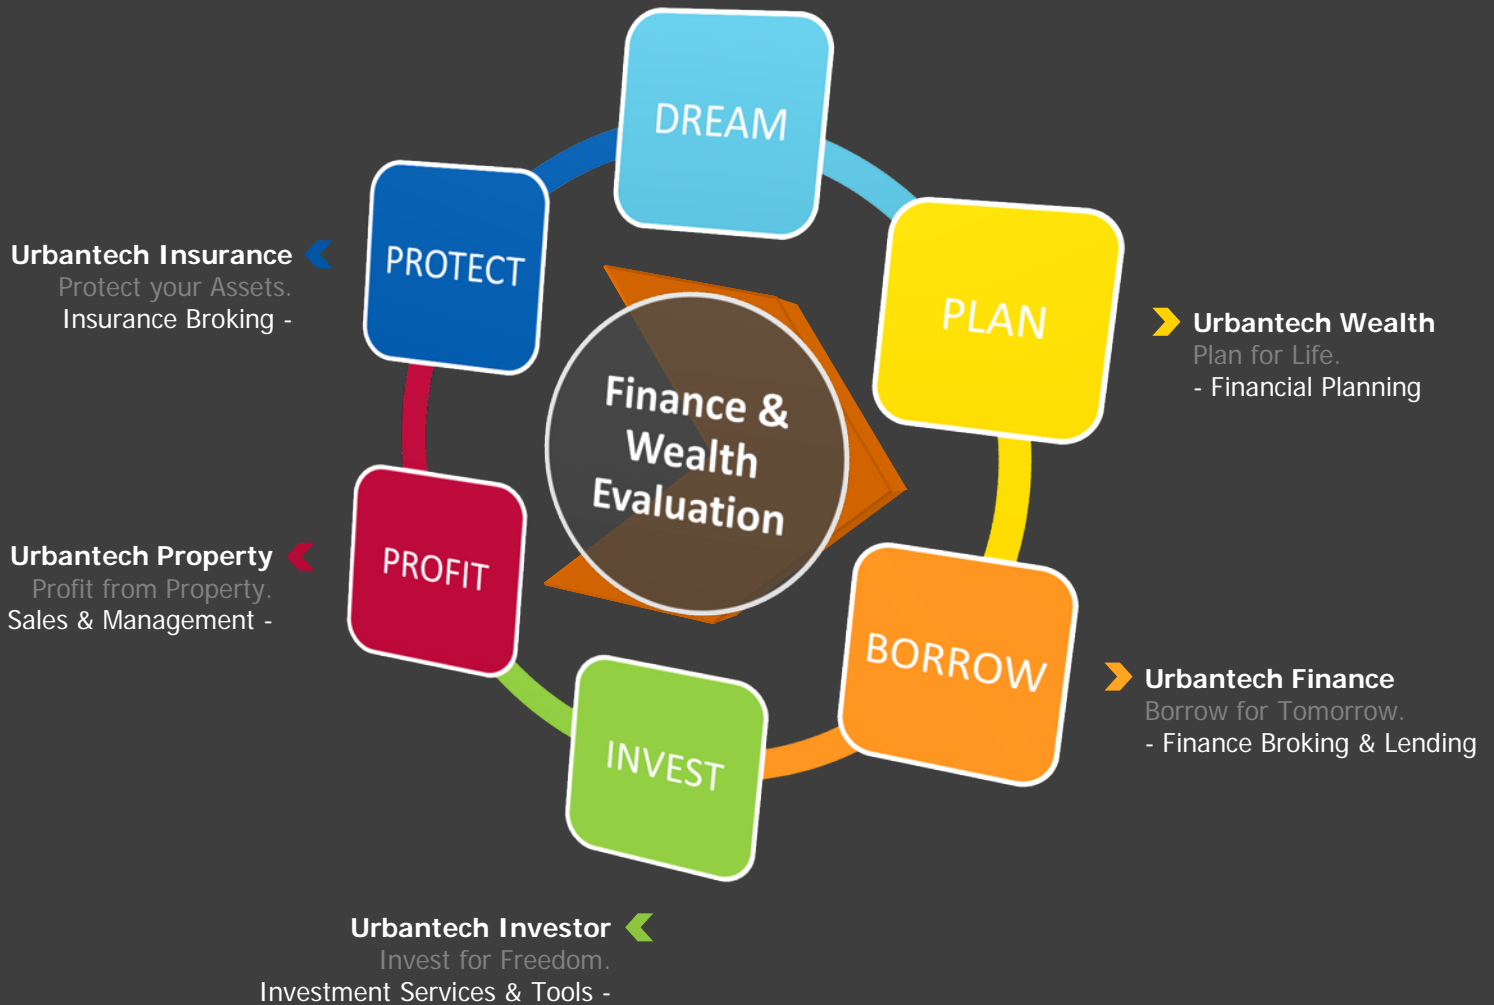 DREAM
PROTECT
PLAN
Urbantech Insurance
Protect your Assets.
Insurance Broking -
Urbantech Wealth
Plan for Life.
- Financial Planning
Finance &
Wealth
Evaluation
Urbantech Property
Profit from Property.
Sales & Management -
PROFIT
BORROW
Urbantech Finance
Borrow for Tomorrow.
- Finance Broking & Lending
INVEST
Urbantech Investor
Invest for Freedom.
Investment Services & Tools -